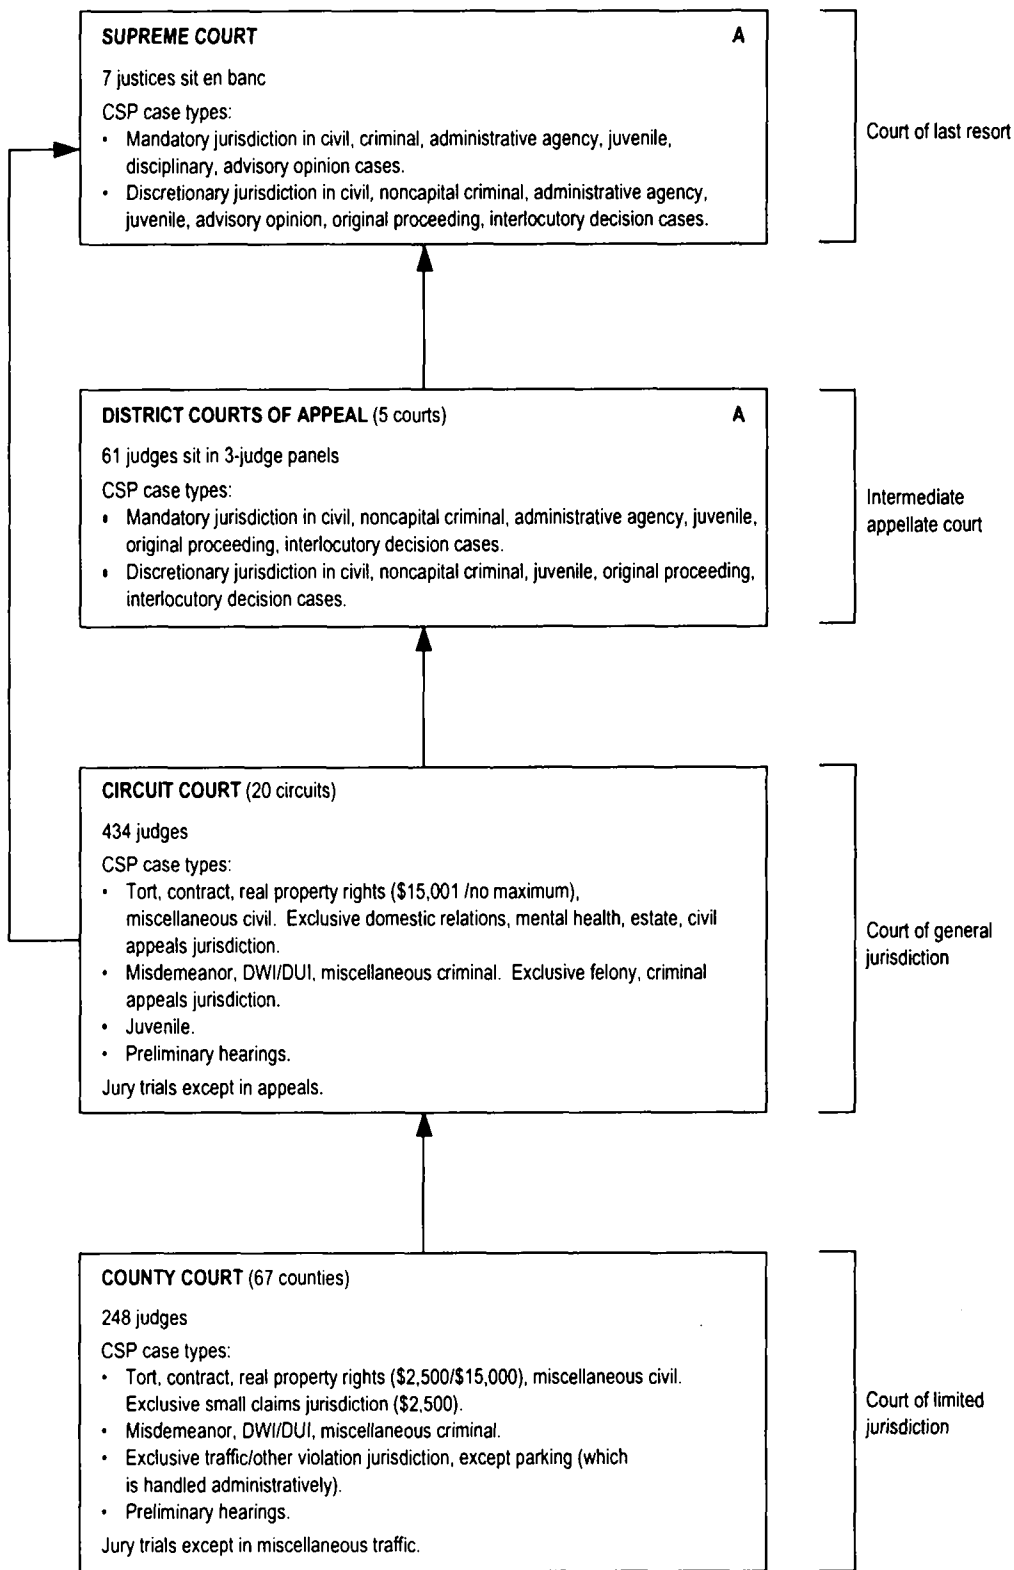 SUPREME COURT A
7 justices sit en banc
CSP case types:
• Mandatory jurisdiction in civil, criminal, administrative agency, juvenile,
disciplinary, advisory opinion cases.
• Discretionary jurisdiction in civil, noncapital criminal, administrative agency,
juvenile, advisory opinion, original proceeding, interlocutory decision cases.
Court of last resort
DISTRICT COURTS OF APPEAL (5 courts) A
61 judges sit in 3-judge panels
CSP case types:
• Mandatory jurisdiction in civil, noncapital criminal, administrative agency, juvenile,
original proceeding, interlocutory decision cases.
• Discretionary jurisdiction in civil, noncapital criminal, juvenile, original proceeding,
interlocutory decision cases.
Intermediate
appellate court
CIRCUIT COURT (20 circuits)
434 judges
CSP case types:
• Tort, contract, real property rights ($15,001 /no maximum),
miscellaneous civil. Exclusive domestic relations, mental health, estate, civil
appeals jurisdiction.
• Misdemeanor, DWI/DUI, miscellaneous criminal. Exclusive felony, criminal
appeals jurisdiction.
• Juvenile.
• Preliminary hearings.
Jury trials except in appeals.
Court of general
jurisdiction
COUNTY COURT (67 counties)
248 judges
CSP case types:
• Tort, contract, real property rights ($2,500/$15,000), miscellaneous civil.
Exclusive small claims jurisdiction ($2,500).
• Misdemeanor, DWI/DUI, miscellaneous criminal.
• Exclusive traffic/other violation jurisdiction, except parking (which
is handled administratively).
• Preliminary hearings.
Jury trials except in miscellaneous traffic.
Court of limited
jurisdiction